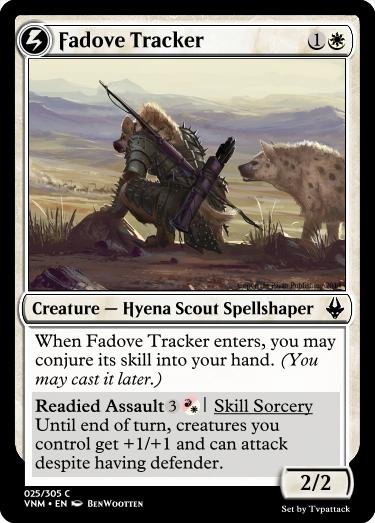 Fadove Tracker 1
Creature — Hyena Scout Spellshaper
When Fadove Tracker enters, you may
conjure its skill into your hand. (You
may cast it later.)
Readied Assault 3 | Skill Sorcery
Until end of turn, creatures you
control get +1/+1 and can attack
despite having defender.
2/2
025/305 C
VNM • EN BenWootten
Set by Tvpattack